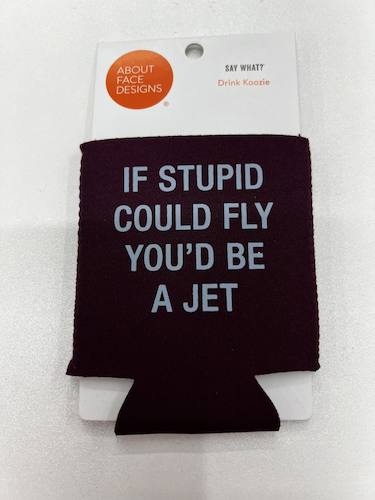 ABOUT
FACE
DESIGNS
®
SAY WHAT?
Drink Koozie
IF STUPID
COULD FLY
YOU'D BE
A JET